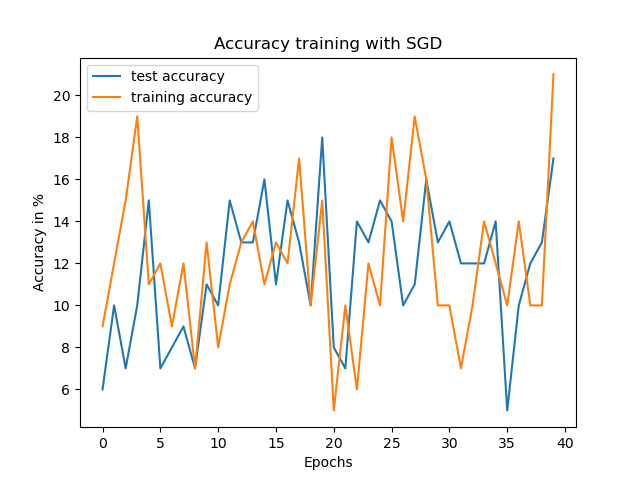 Accuracy training with SGD
test accuracy
training accuracy
20
18
16
14
12
10
8
6
Accuracy in %
0 5 10 15 20 25 30 35 40
Epochs